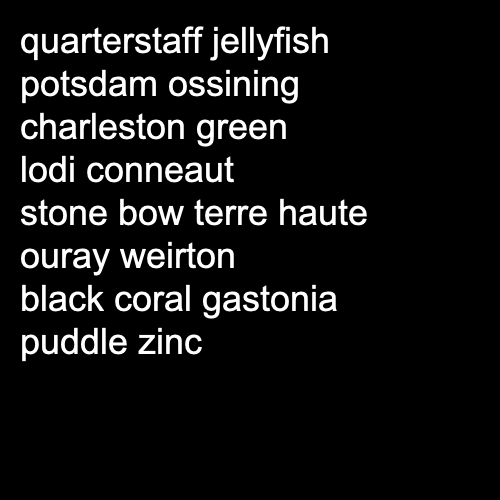 quarterstaff jellyfish
potsdam ossining
charleston green
lodi conneaut
stone bow terre haute
ouray weirton
black coral gastonia
puddle zinc